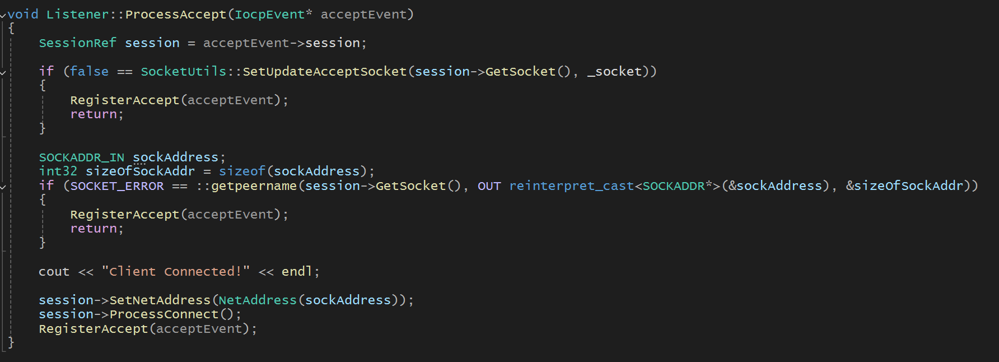 void Listener::ProcessAccept(IocpEvent* acceptEvent)
{
    SessionRef session = acceptEvent->session;

    if (false == SocketUtils::SetUpdateAcceptSocket(session->GetSocket(), _socket))
    {
        RegisterAccept(acceptEvent);
        return;
    }

    SOCKADDR_IN sockAddress;
    int32 sizeOfSockAddr = sizeof(sockAddress);
    if (SOCKET_ERROR == ::getpeername(session->GetSocket(), OUT reinterpret_cast<SOCKADDR*>(&sockAddress), &sizeOfSockAddr))
    {
        RegisterAccept(acceptEvent);
        return;
    }

    cout << "Client Connected!" << endl;

    session->SetNetAddress(NetAddress(sockAddress));
    session->ProcessConnect();
    RegisterAccept(acceptEvent);
}